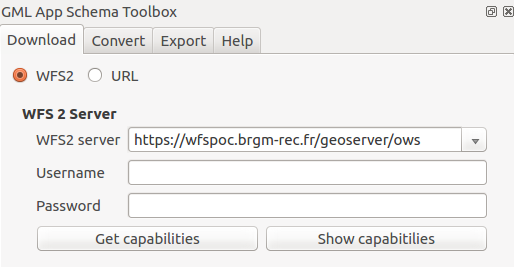 GML App Schema Toolbox
Download Convert Export Help
WFS2 URL
WFS 2 Server
WFS2 server https://wfspoc.brgm-rec.fr/geoserver/ows
Username
Password
Get capabilities Show capabitilies